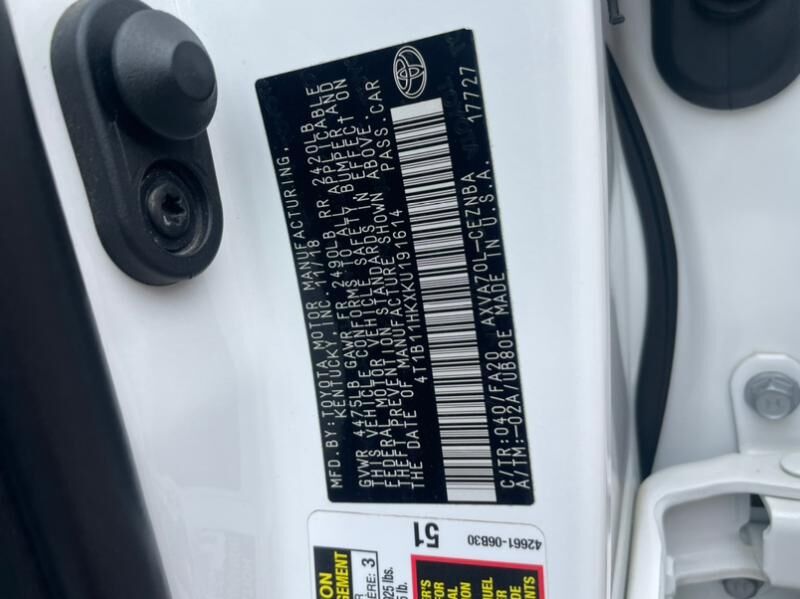 MFD. BY: TOYOTA MOTOR MANUFACTURING,
KENTUCKY, INC. 11/18
GVWR 4475LB GAWR FR 2490LB RR 2420LB
THIS VEHICLE CONFORMS TO ALL APPLICABLE
FEDERAL MOTOR VEHICLE SAFETY BUMPER, AND
THEFT PREVENTION STANDARDS IN EFFECT ON
THE DATE OF MANUFACTURE SHOWN ABOVE.
4T1B11HKXKU191614 PASS. CAR
C/TR: 040/FA20 AXVA70L-CEZNBA 17727
A/TM: -02A/UB80E MADE IN U.S.A.
51
42661-06B30